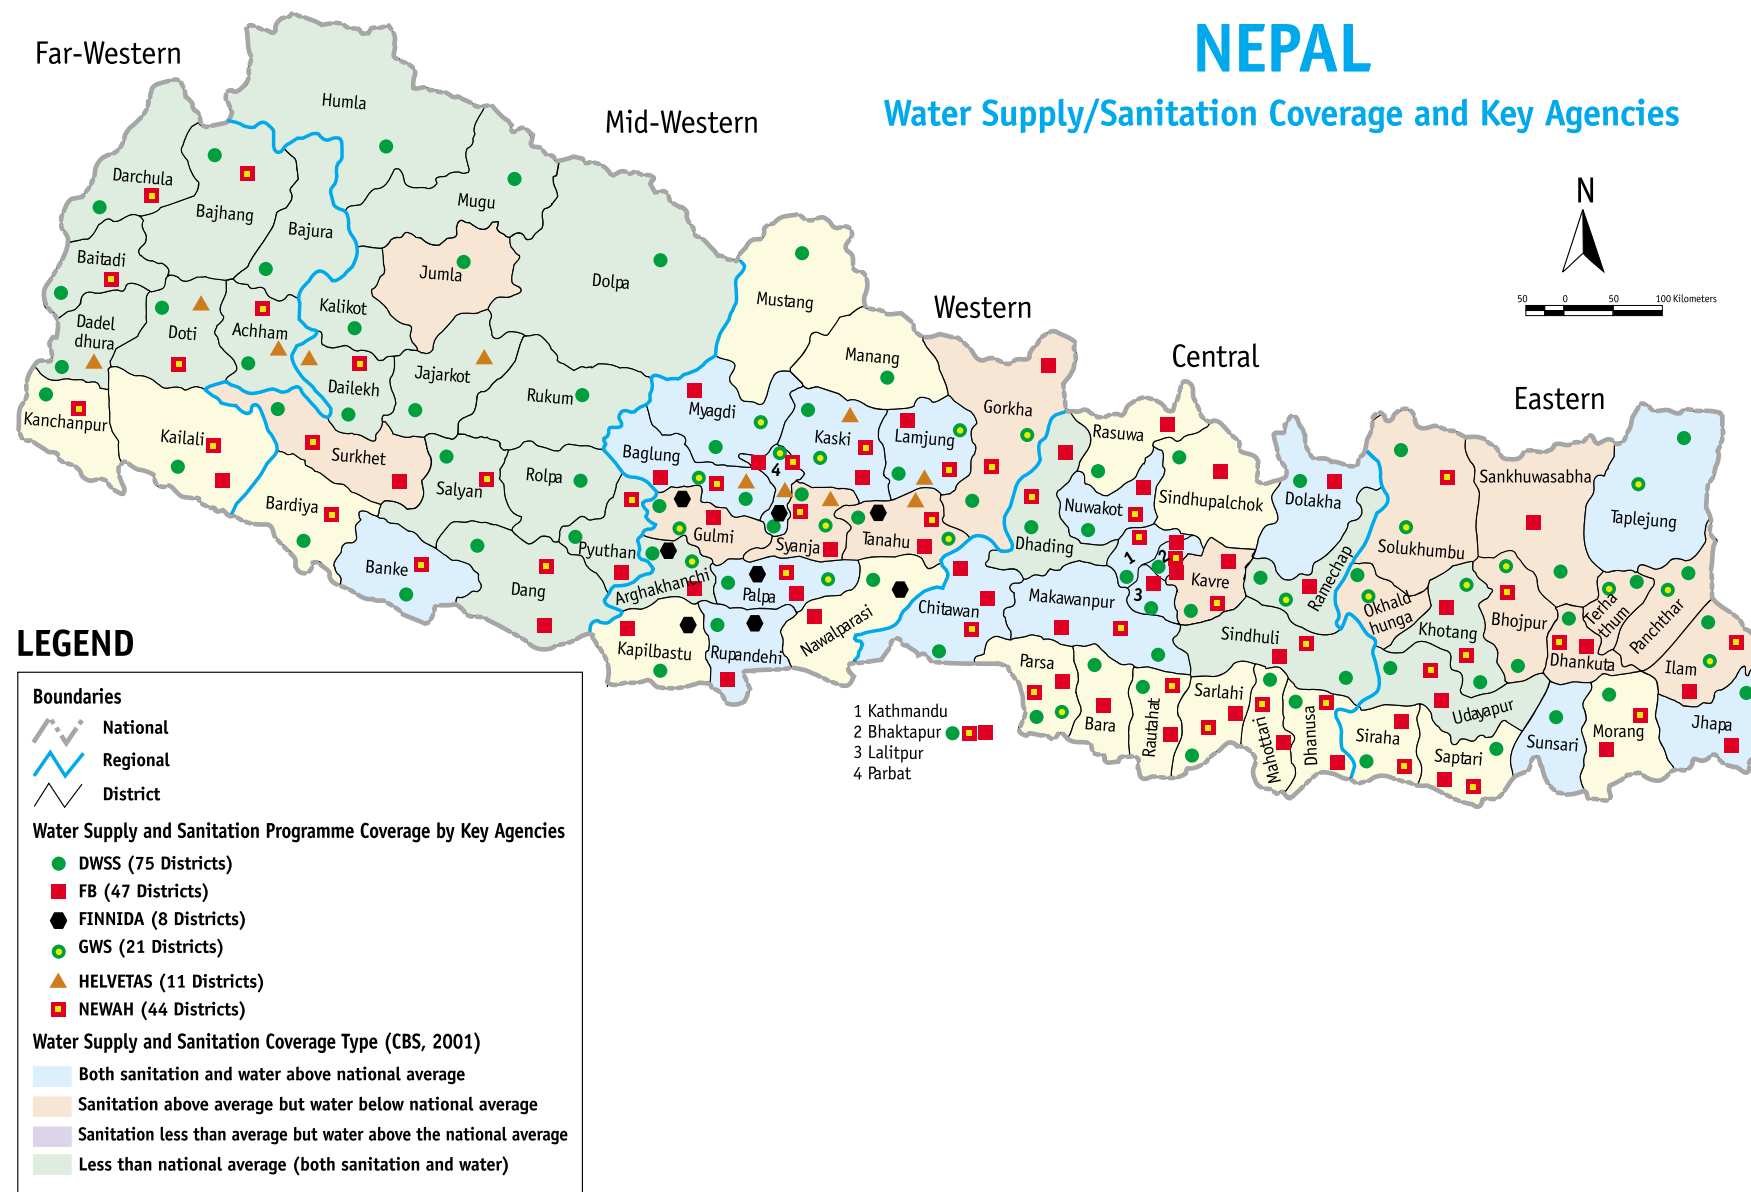 NEPAL
Water Supply/Sanitation Coverage and Key Agencies
N
50 0 50 100 Kilometers
Far-Western
Mid-Western
Western
Central
Eastern
Humla
Darchula
Bajhang
Mugu
Bajura
Baitadi
Jumla
Dolpa
Kalikot
Dadel
dhura
Doti
Achham
Dailekh
Jajarkot
Rukum
Kanchanpur
Kailali
Surkhet
Salyan
Rolpa
Bardiya
Banke
Dang
Pyuthan
Mustang
Manang
Gorkha
Myagdi
Kaski
Lamjung
Baglung
4
Gulmi
Syanja
Tanahu
Arghakhanchi
Palpa
Nawalparasi
Kapilbastu
Rupandehi
Rasuwa
Nuwakot
Sindhupalchok
Dolakha
Dhading
1
2
3
Kavre
Ramechap
Chitawan
Makawanpur
Sindhuli
Parsa
Bara
Rautahat
Sarlahi
Mahottari
Dhanusa
Sankhuwasabha
Taplejung
Solukhumbu
Okhald
hunga
Khotang
Bhojpur
Terha
thum
Panchthar
Dhankuta
Ilam
Udayapur
Siraha
Saptari
Sunsari
Morang
Jhapa
1 Kathmandu
2 Bhaktapur
3 Lalitpur
4 Parbat
LEGEND
Boundaries
National
Regional
District
Water Supply and Sanitation Programme Coverage by Key Agencies
DWSS (75 Districts)
FB (47 Districts)
FINNIDA (8 Districts)
GWS (21 Districts)
HELVETAS (11 Districts)
NEWAH (44 Districts)
Water Supply and Sanitation Coverage Type (CBS, 2001)
Both sanitation and water above national average
Sanitation above average but water below national average
Sanitation less than average but water above the national average
Less than national average (both sanitation and water)